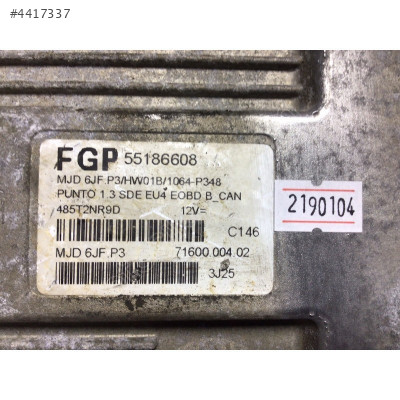 #4417337
FGP 55186608
MJD 6JF.P3/HW01B/1064-P348
PUNTO 1.3 SDE EU4 EOBD B_CAN
485T2NR9D 12V=
C146
MJD 6JF.P3 71600.004.02
3J25
2190104